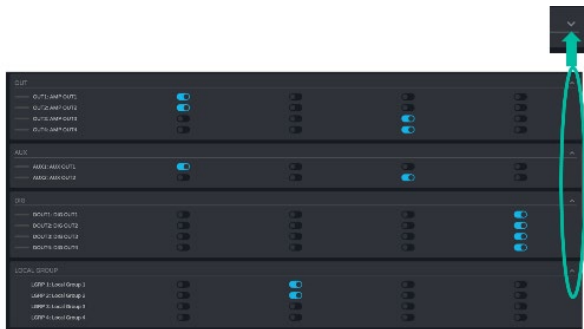 OUT
OUT1: AMP OUT1
OUT2: AMP OUT2
OUT3: AMP OUT3
OUT4: AMP OUT4
AUX
AUX1: AUX OUT1
AUX2: AUX OUT2
DIG
DOUT1: DIG OUT1
DOUT2: DIG OUT2
DOUT3: DIG OUT3
DOUT4: DIG OUT4
LOCAL GROUP
LGRP 1: Local Group 1
LGRP 2: Local Group 2
LGRP 3: Local Group 3
LGRP 4: Local Group 4